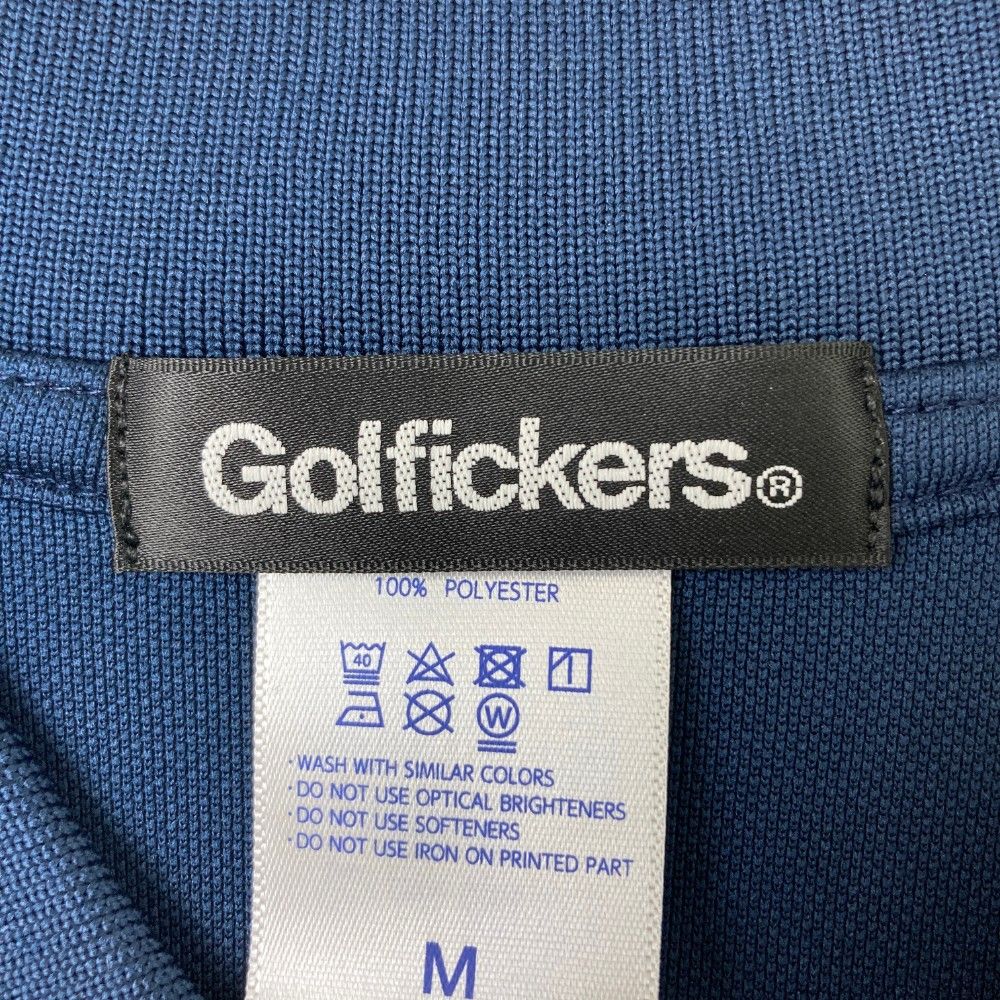 Golfickers®
100% POLYESTER
40
W
·WASH WITH SIMILAR COLORS
·DO NOT USE OPTICAL BRIGHTENERS
·DO NOT USE SOFTENERS
·DO NOT USE IRON ON PRINTED PART
M